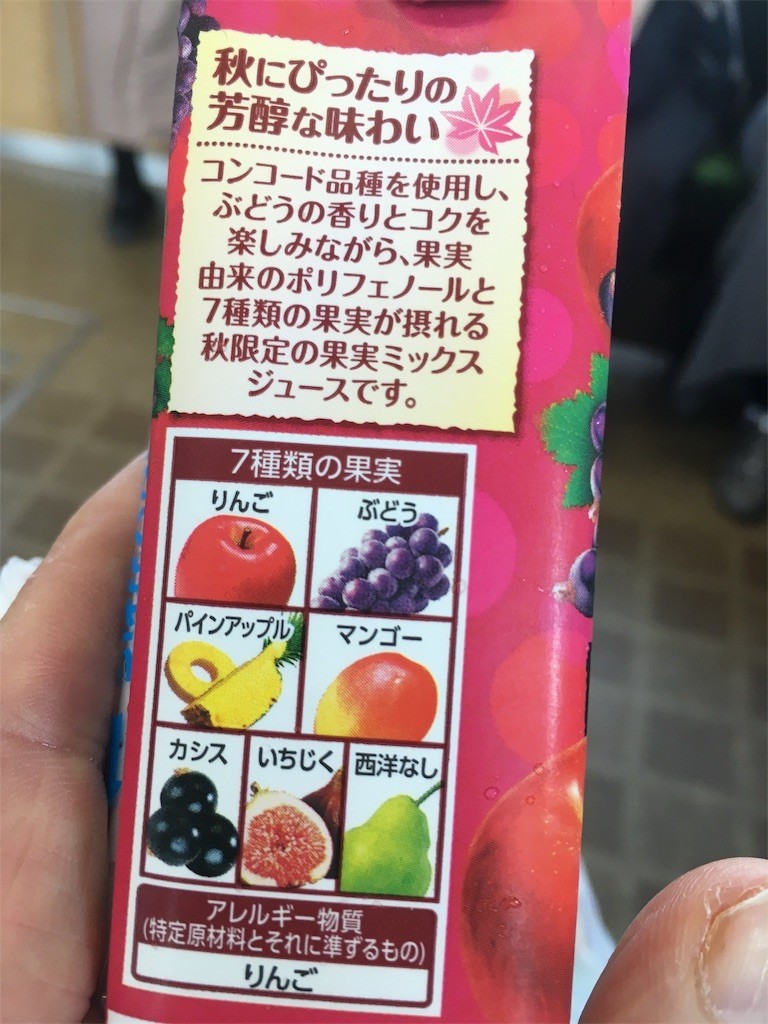 秋にぴったりの
芳醇な味わい
コンコード品種を使用し、
ぶどうの香りとコクを
楽しみながら、果実
由来のポリフェノールと
7種類の果実が摂れる
秋限定の果実ミックス
ジュースです。
7種類の果実
りんご
ぶどう
パインアップル
マンゴー
カシス
いちじく
西洋なし
アレルギー物質
(特定原材料とそれに準ずるもの)
りんご